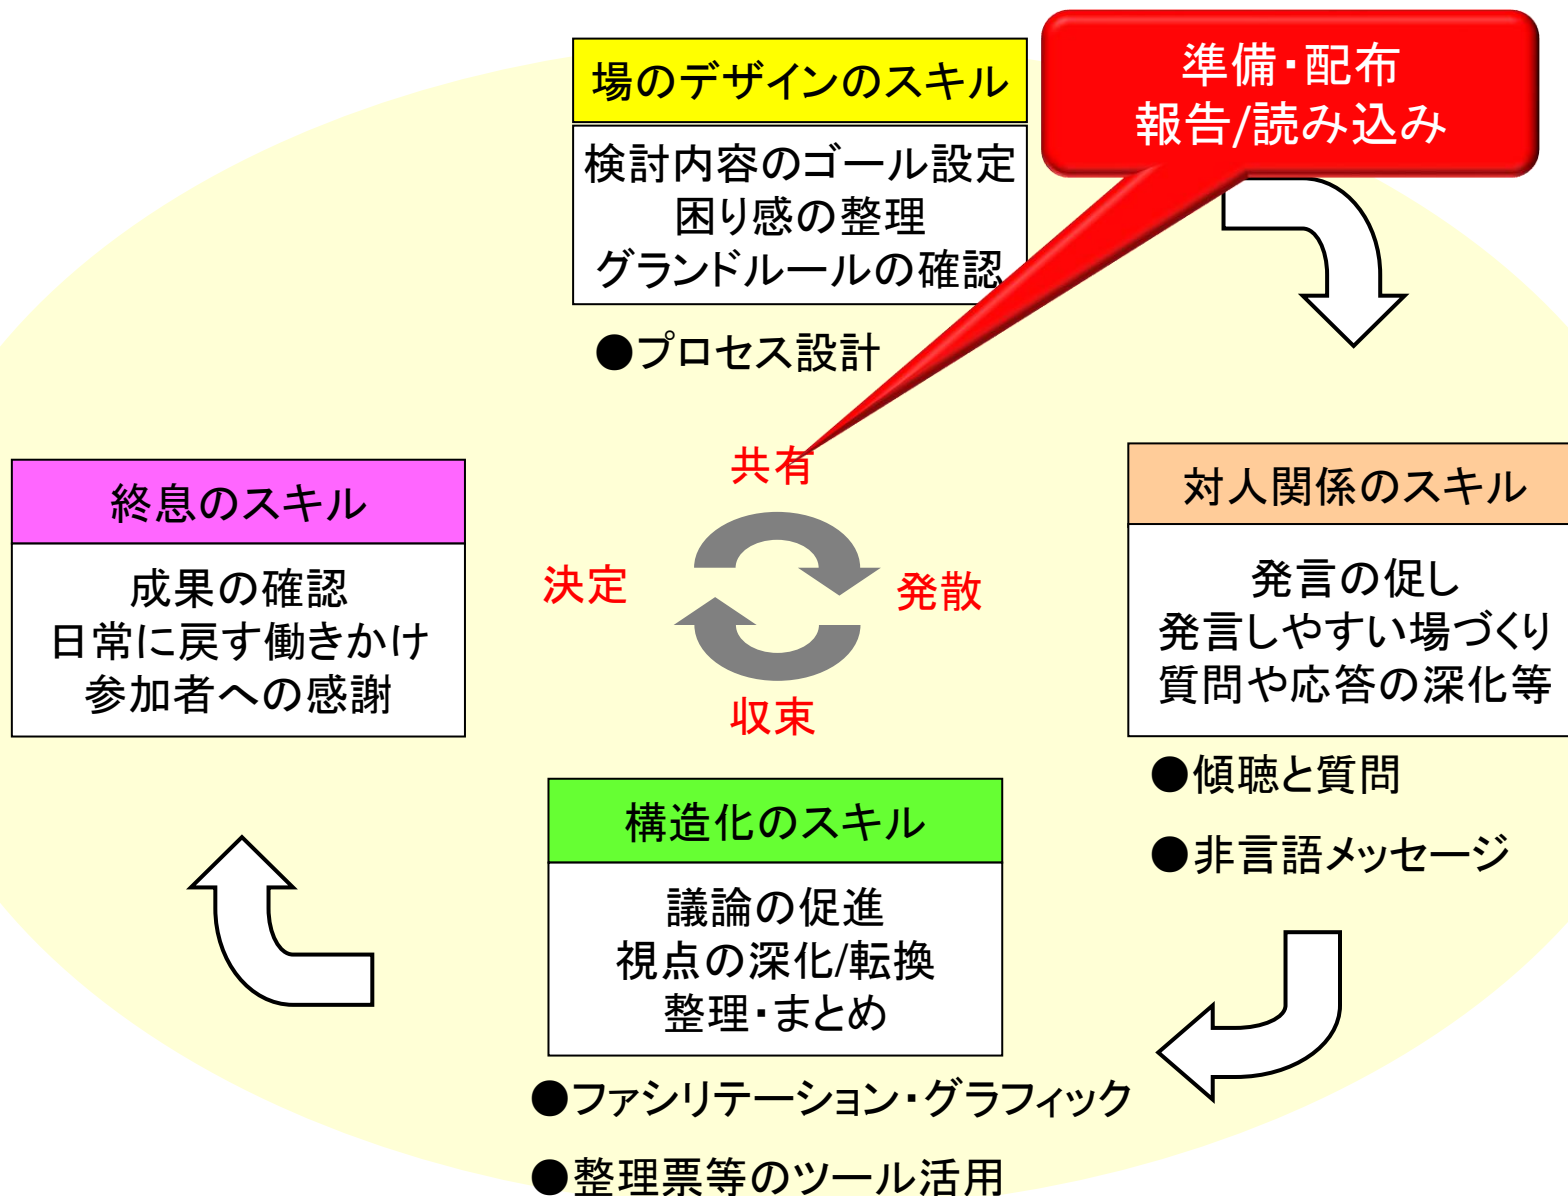 準備・配布
報告/読み込み
場のデザインのスキル
検討内容のゴール設定
困り感の整理
グランドルールの確認
●プロセス設計
共有
発散
収束
決定
対人関係のスキル
発言の促し
発言しやすい場づくり
質問や応答の深化等
●傾聴と質問
●非言語メッセージ
構造化のスキル
議論の促進
視点の深化/転換
整理・まとめ
●ファシリテーション・グラフィック
●整理票等のツール活用
終息のスキル
成果の確認
日常に戻す働きかけ
参加者への感謝